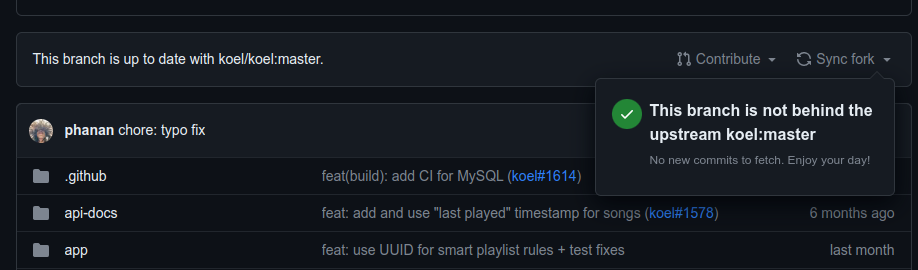 This branch is up to date with koel/koel:master.
Contribute
Sync fork
This branch is not behind the
upstream koel:master
No new commits to fetch. Enjoy your day!
phanan chore: typo fix
.github feat(build): add CI for MySQL (koel#1614)
api-docs feat: add and use "last played" timestamp for songs (koel#1578) 6 months ago
app feat: use UUID for smart playlist rules + test fixes last month